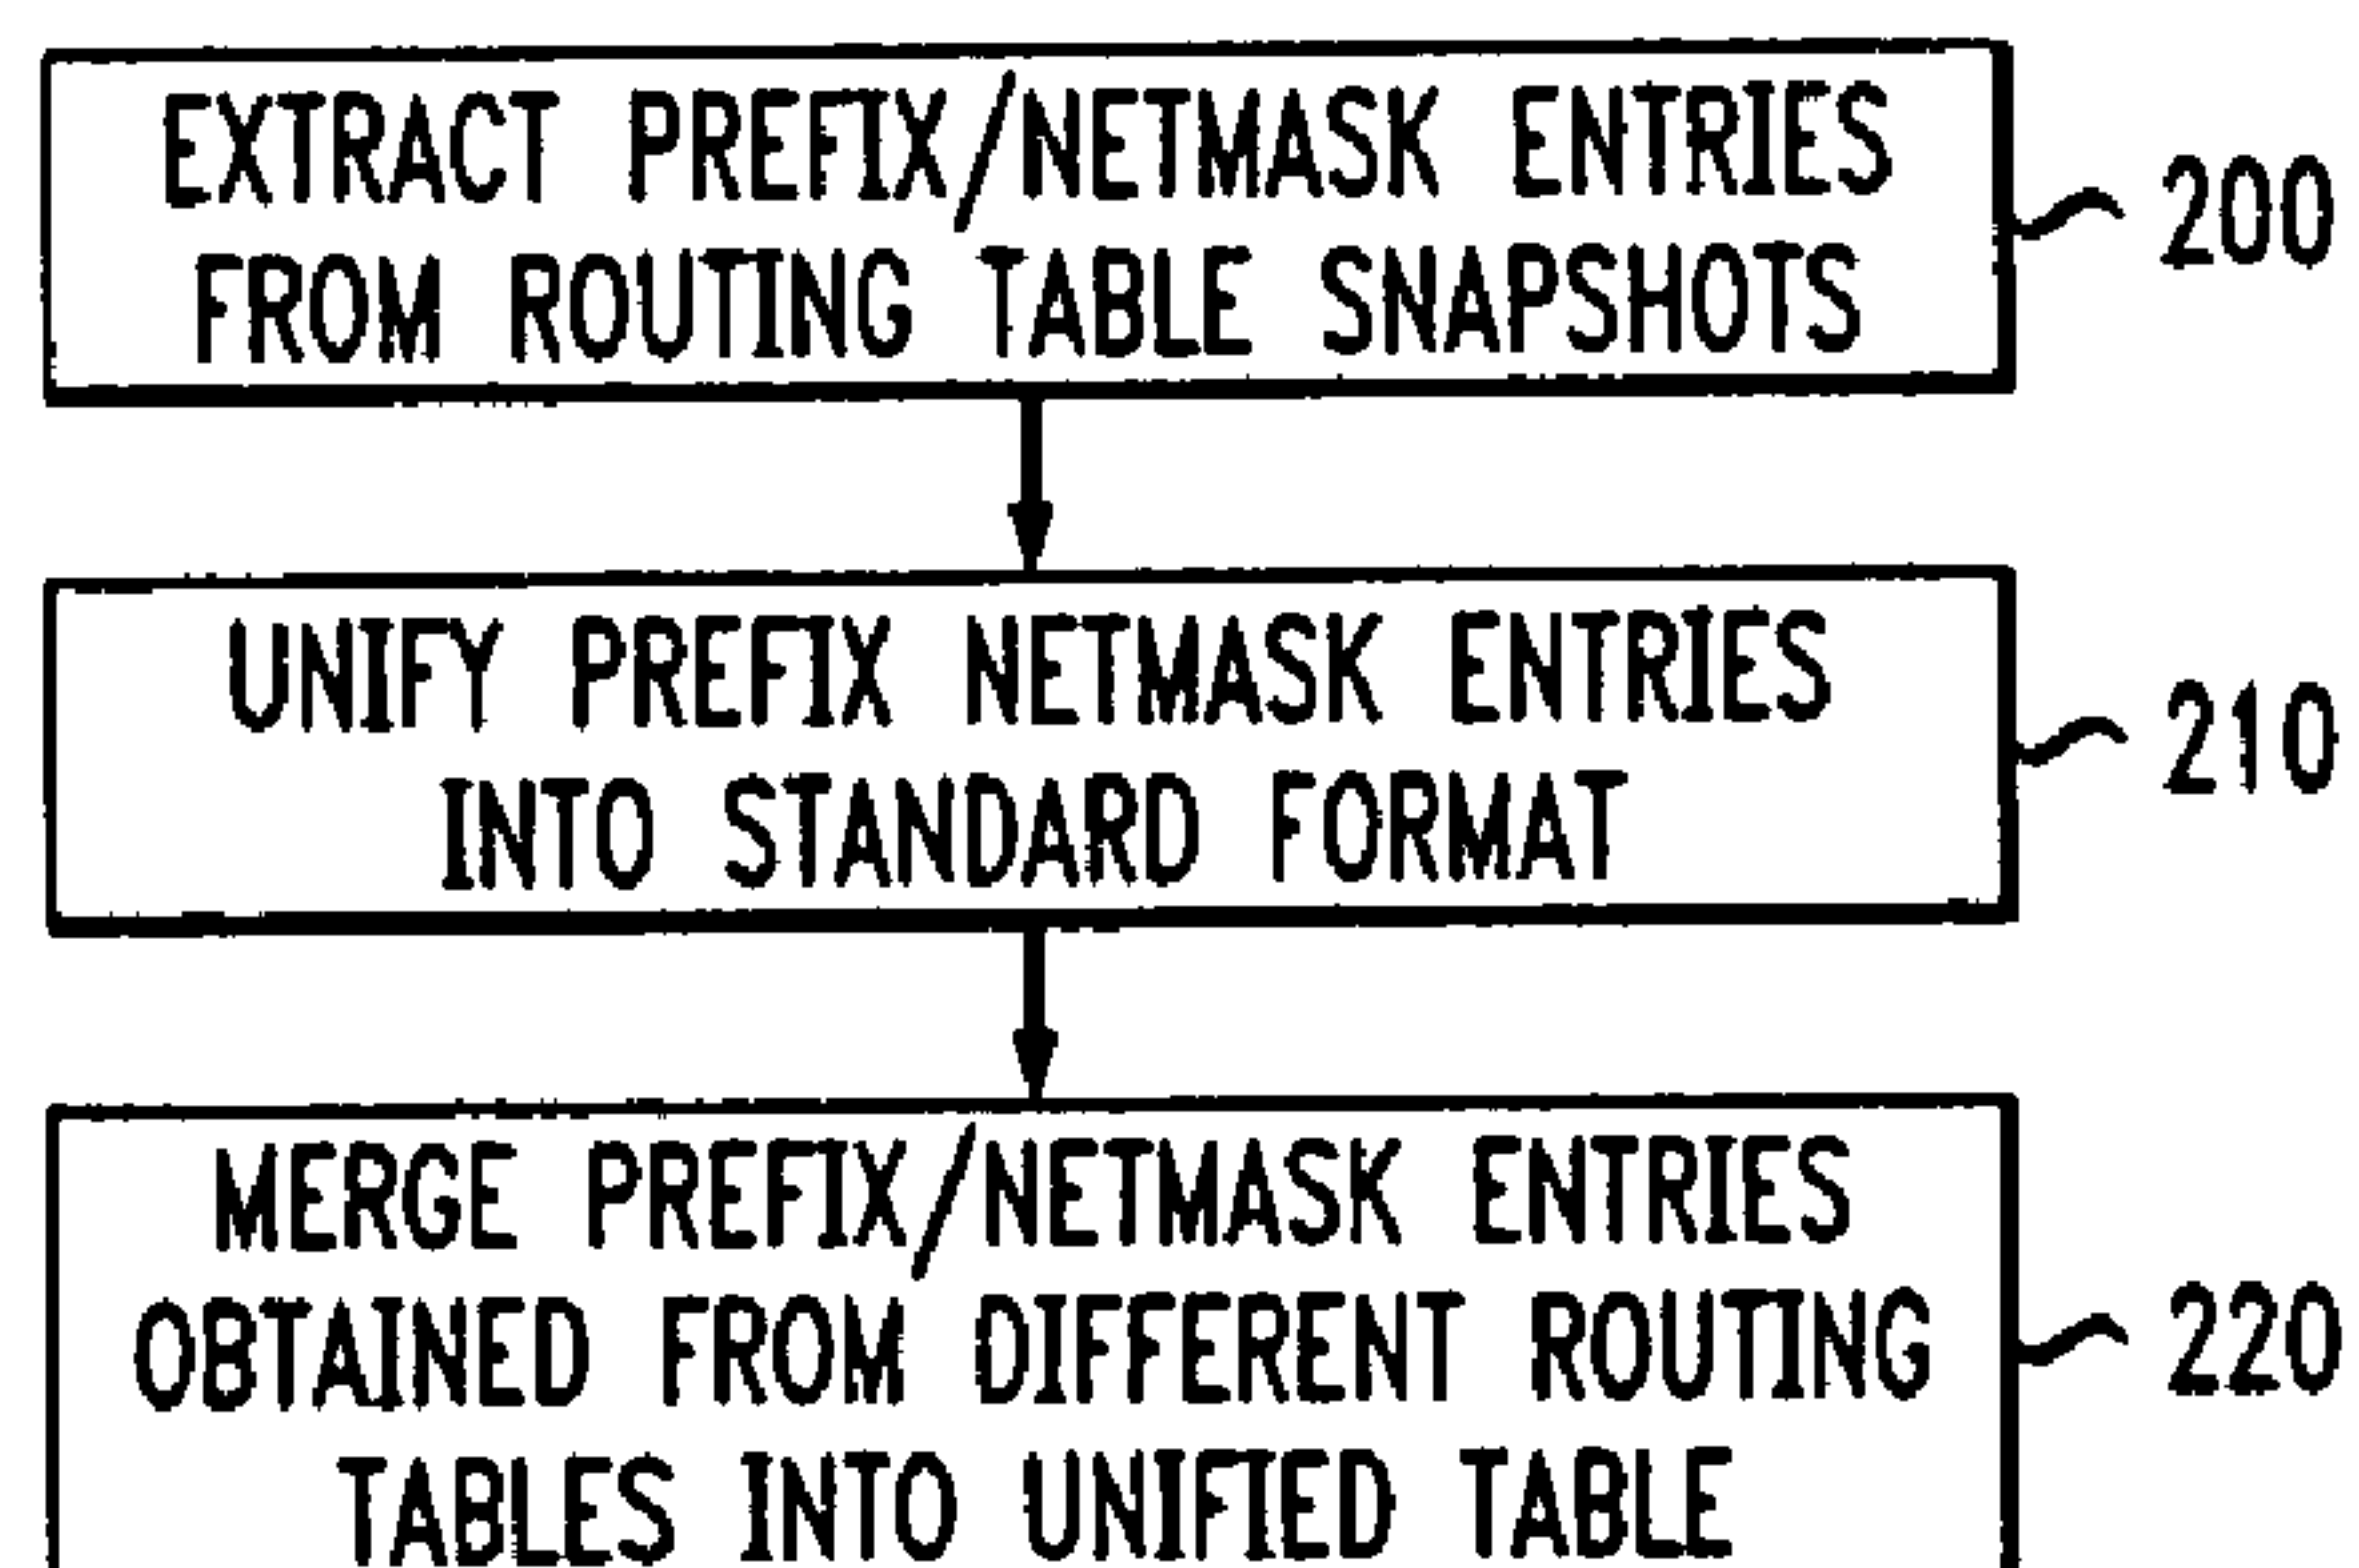 EXTRACT PREFIX/NETMASK ENTRIES
FROM ROUTING TABLE SNAPSHOTS
200
UNIFY PREFIX NETMASK ENTRIES
INTO STANDARD FORMAT
210
MERGE PREFIX/NETMASK ENTRIES
OBTAINED FROM DIFFERENT ROUTING
TABLES INTO UNIFIED TABLE
220